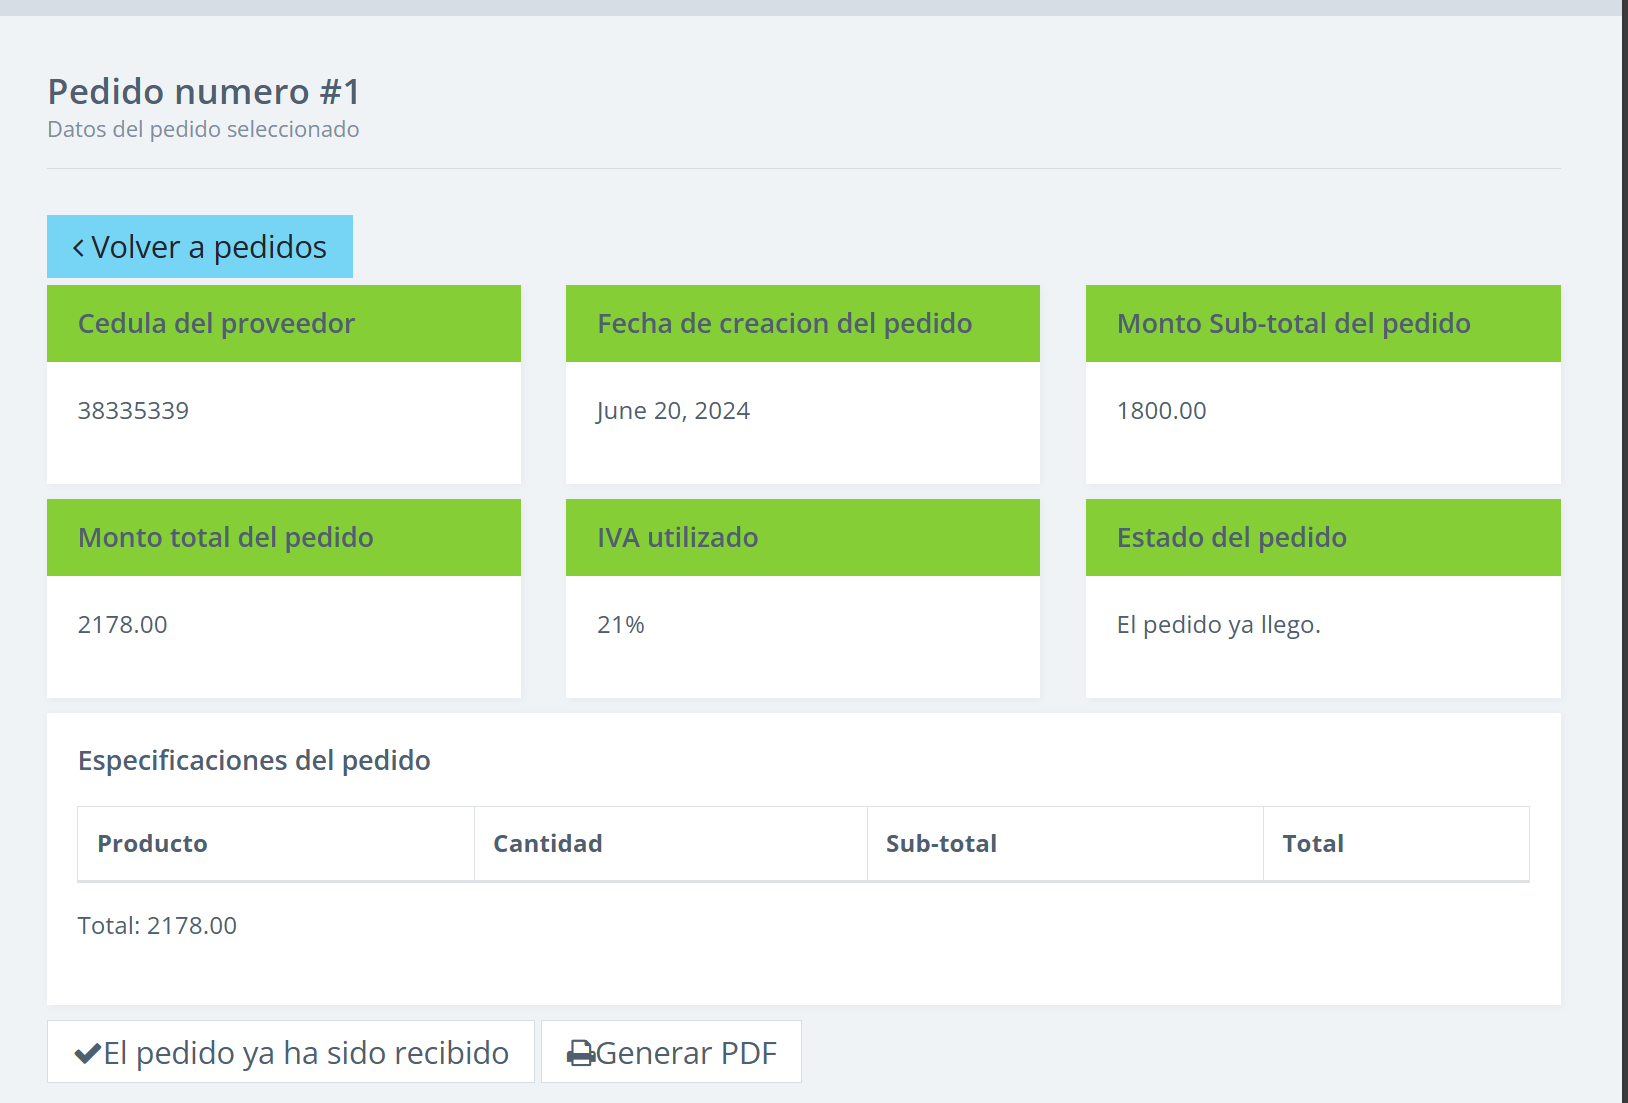 Pedido numero #1
Datos del pedido seleccionado
Volver a pedidos
Cedula del proveedor
38335339
Fecha de creacion del pedido
June 20, 2024
Monto Sub-total del pedido
1800.00
Monto total del pedido
2178.00
IVA utilizado
21%
Estado del pedido
El pedido ya llego.
Especificaciones del pedido
Producto Cantidad Sub-total Total
Total: 2178.00
El pedido ya ha sido recibido
Generar PDF